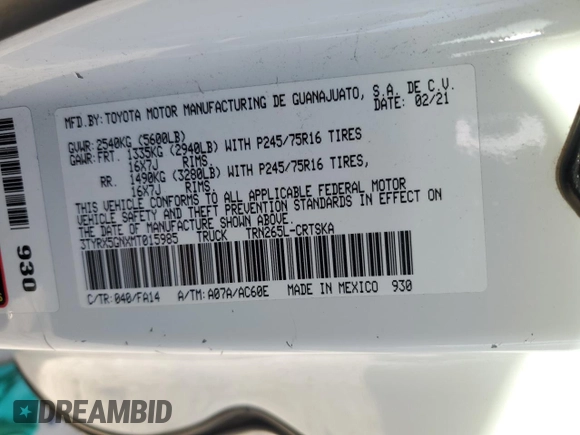 MFD.BY:TOYOTA MOTOR MANUFACTURING DE GUANAJUATO, S.A. DE C.V.
DATE: 02/21
GVWR:2540KG (5600LB)
GAWR:FRT. 1335KG (2940LB) WITH P245/75R16 TIRES
16X7J RIMS,
RR. 1490KG (3280LB) WITH P245/75R16 TIRES,
16X7J RIMS.
THIS VEHICLE CONFORMS TO ALL APPLICABLE FEDERAL MOTOR
VEHICLE SAFETY AND THEFT PREVENTION STANDARDS IN EFFECT ON
THE DATE OF MANUFACTURE SHOWN ABOVE.
3TYRX5GNXMT015985 TRUCK TRN265L-CRTSKA
C/TR:040/FA14 A/TM:A07A/AC60E MADE IN MEXICO 930
930
DREAMBID